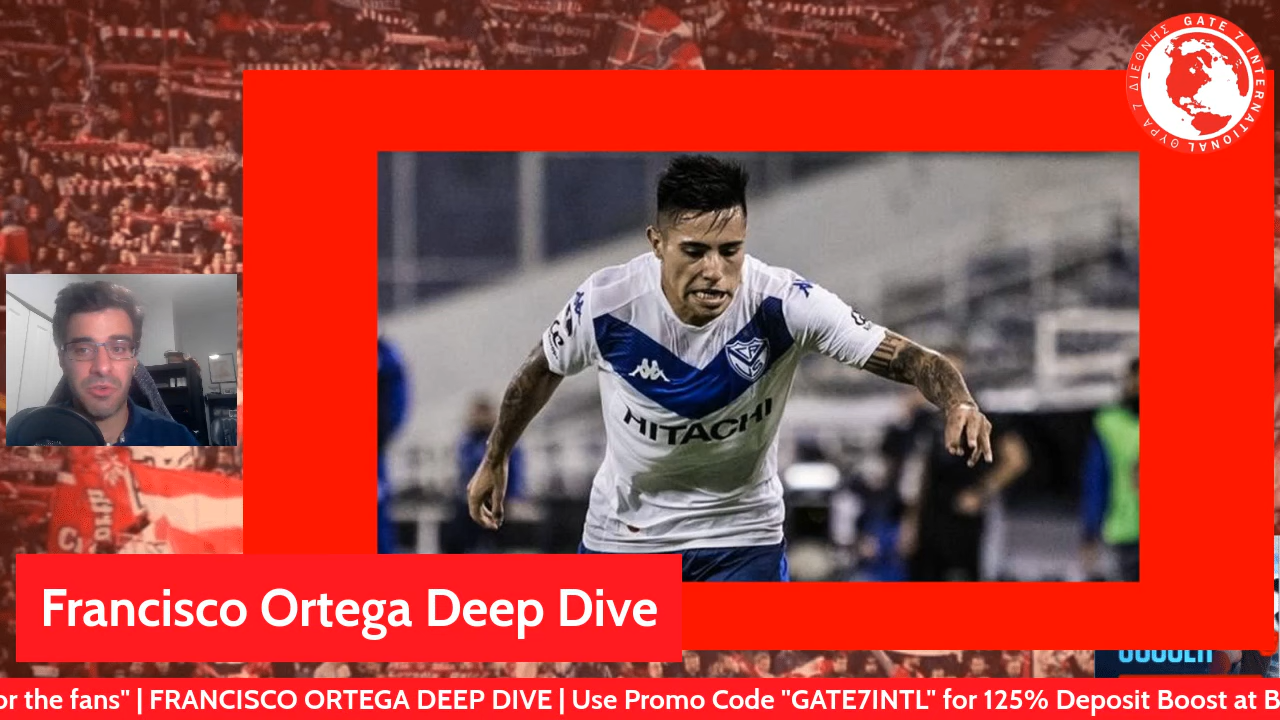 ΘΥΡΑ 7 ΔΙΕΘΝΗΣ GATE 7 INTERNATIONAL
HITACHI
Francisco Ortega Deep Dive
or the fans" | FRANCISCO ORTEGA DEEP DIVE | Use Promo Code "GATE7INTL" for 125% Deposit Boost at B